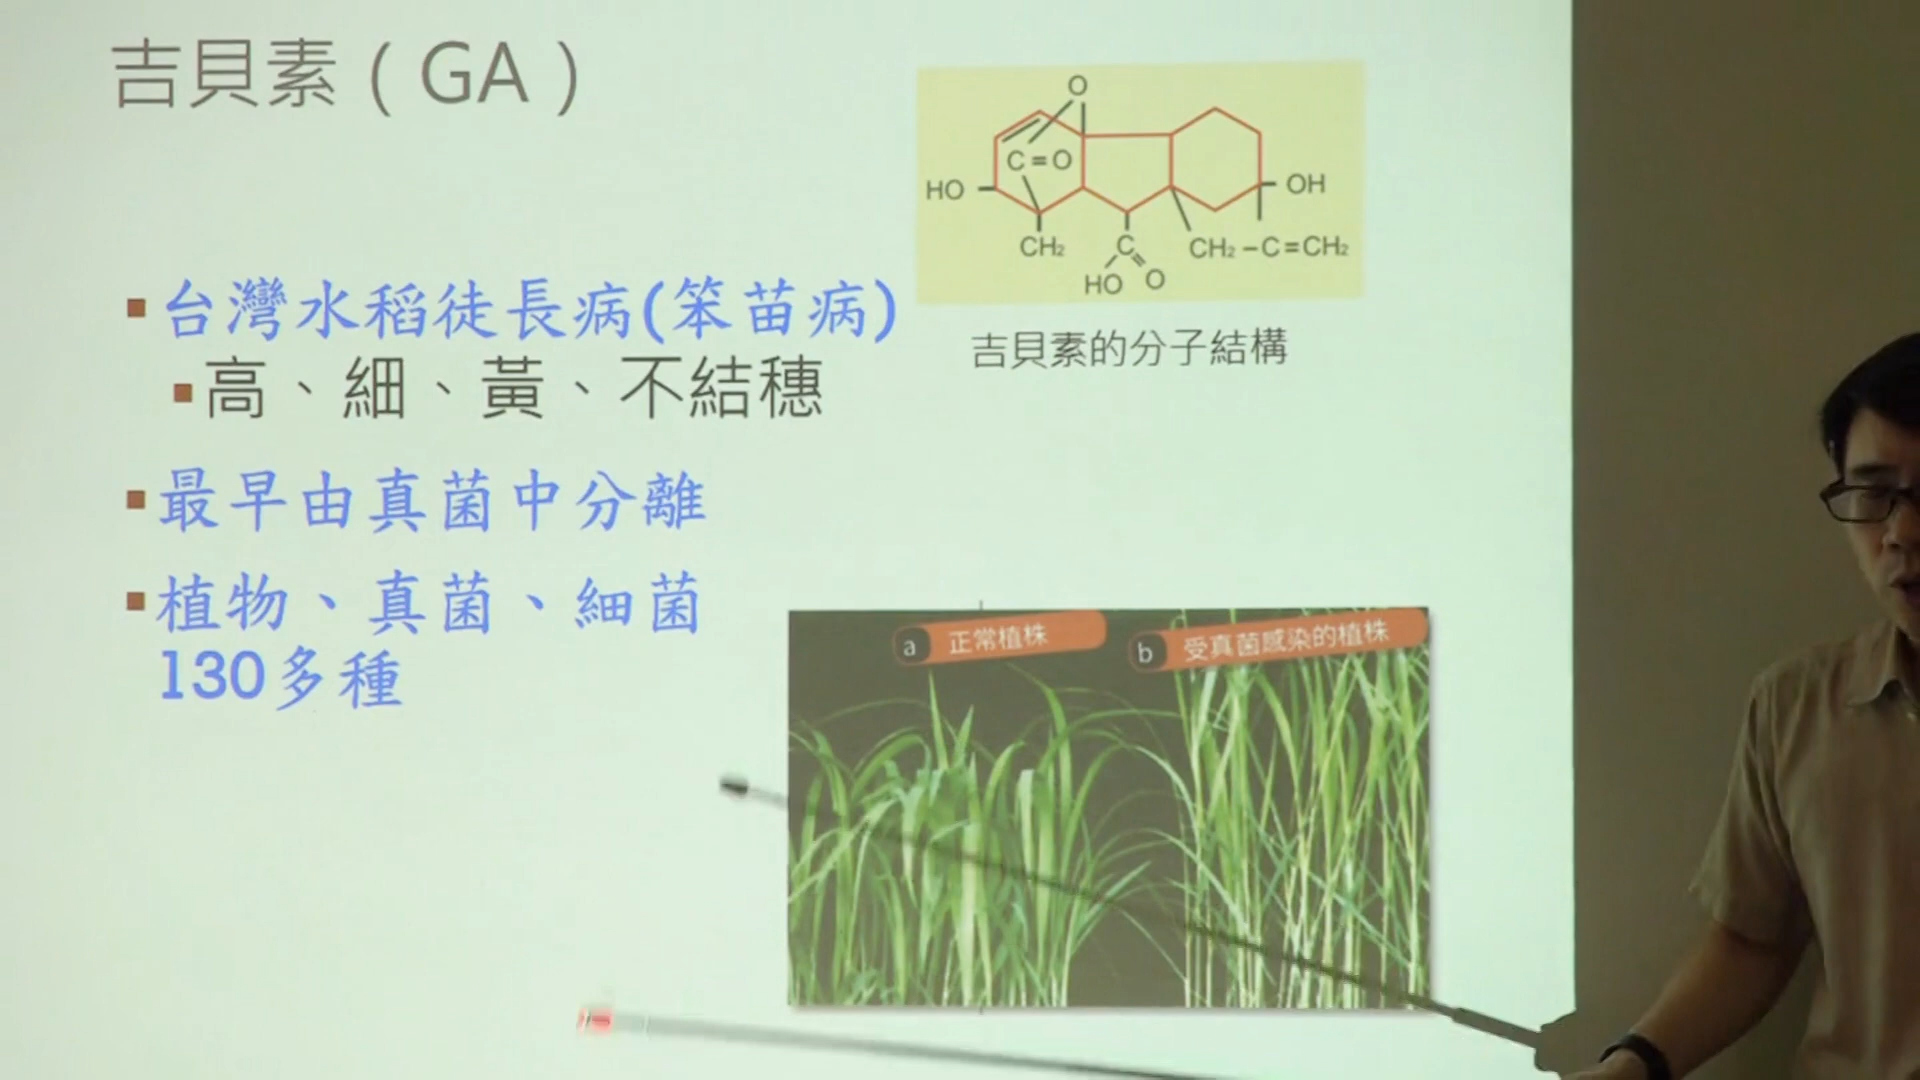 吉貝素(GA)
O
C=O
HO
OH
CH₂
C
CH₂–C=CH₂
HO
O
吉貝素的分子結構
台灣水稻徒長病(笨苗病)
高、細、黃、不結穗
最早由真菌中分離
植物、真菌、細菌
130多種
a 正常植株
b 受真菌感染的植株